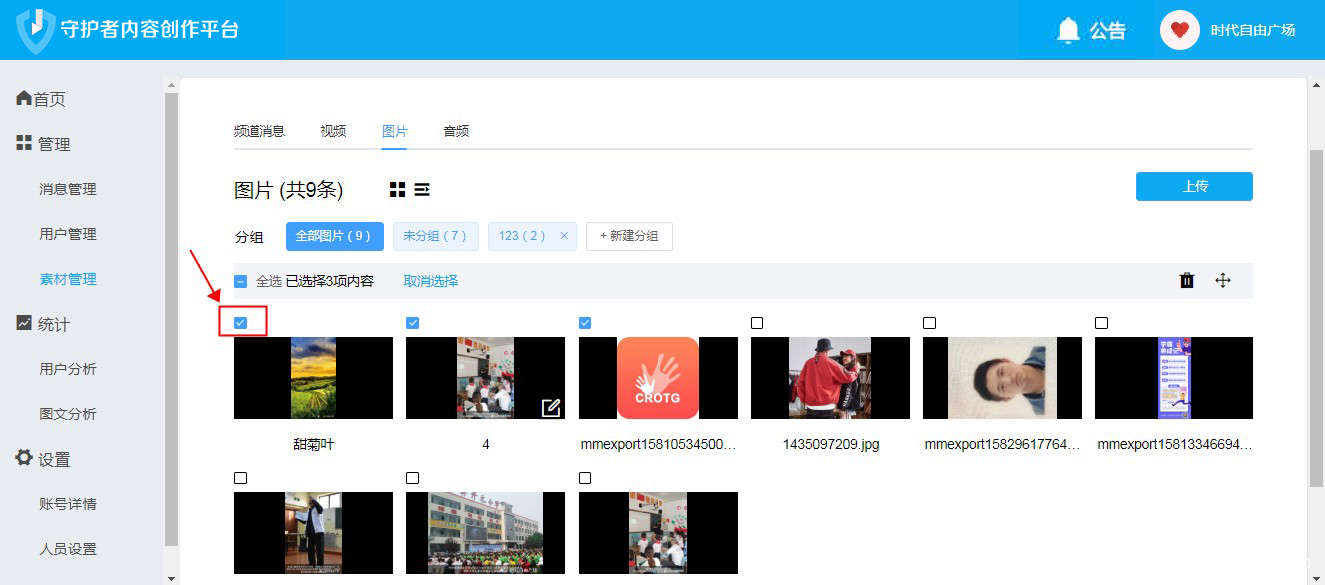 守护者内容创作平台
公告
时代自由广场
首页
管理
消息管理
用户管理
素材管理
统计
用户分析
图文分析
设置
账号详情
人员设置
频道消息 视频 图片 音频
图片 (共9条)
上传
分组 全部图片 ( 9 ) 未分组 ( 7 ) 123 ( 2 ) × + 新建分组
全选 已选择3项内容 取消选择
CROTG
甜菊叶 4 mmexport15810534500... 1435097209.jpg mmexport15829617764... mmexport15813346694...